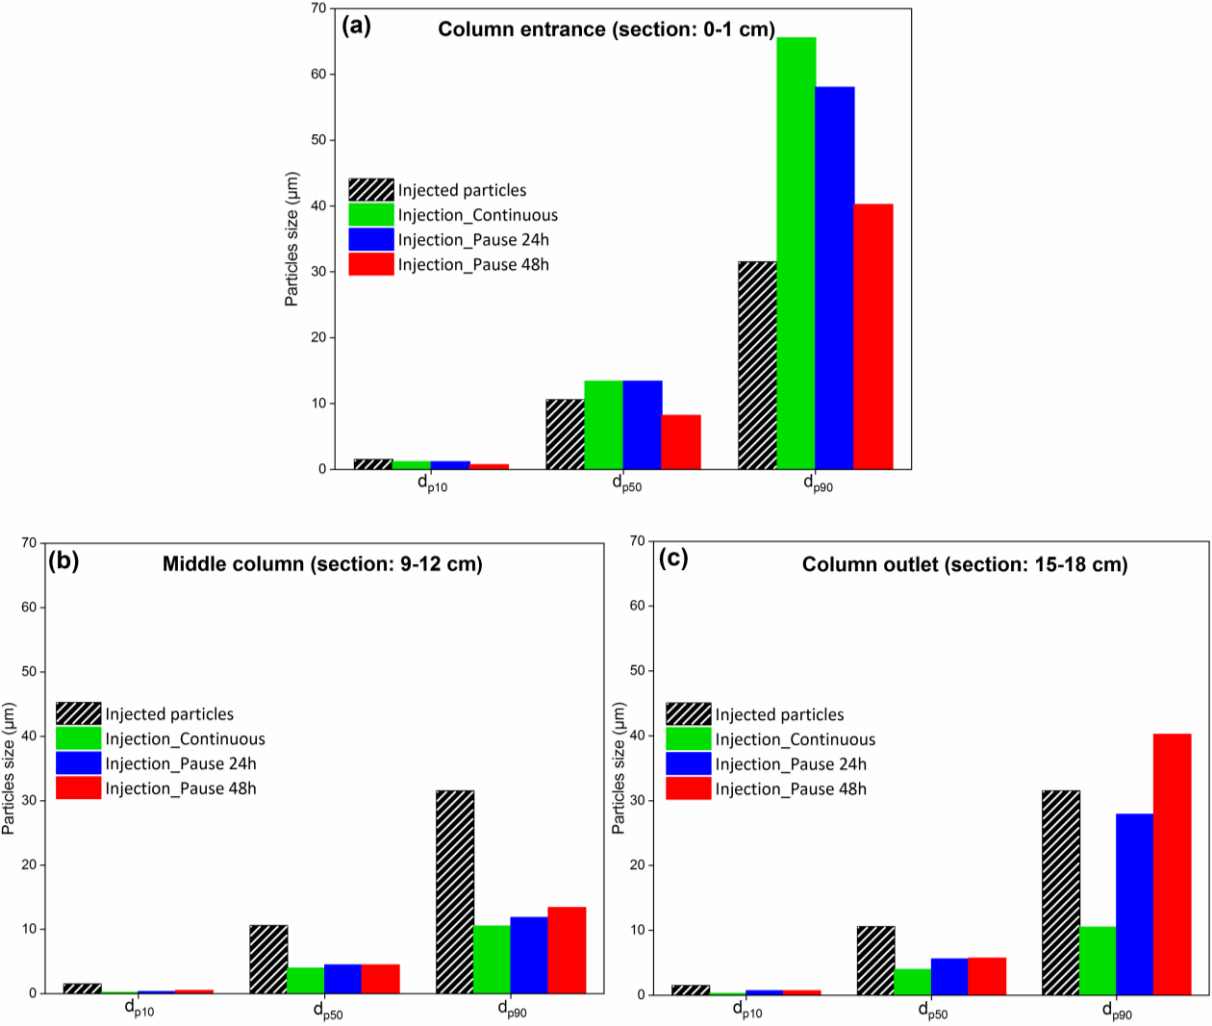 (a) Column entrance (section: 0-1 cm)
70
60
50
40
30
20
10
0
Particles size (μm)
Injected particles
Injection_Continuous
Injection_Pause 24h
Injection_Pause 48h
dp10 dp50 dp90
(b) Middle column (section: 9-12 cm)
70
60
50
40
30
20
10
0
Particles size (μm)
Injected particles
Injection_Continuous
Injection_Pause 24h
Injection_Pause 48h
dp10 dp50 dp90
(c) Column outlet (section: 15-18 cm)
70
60
50
40
30
20
10
0
Particles size (μm)
Injected particles
Injection_Continuous
Injection_Pause 24h
Injection_Pause 48h
dp10 dp50 dp90